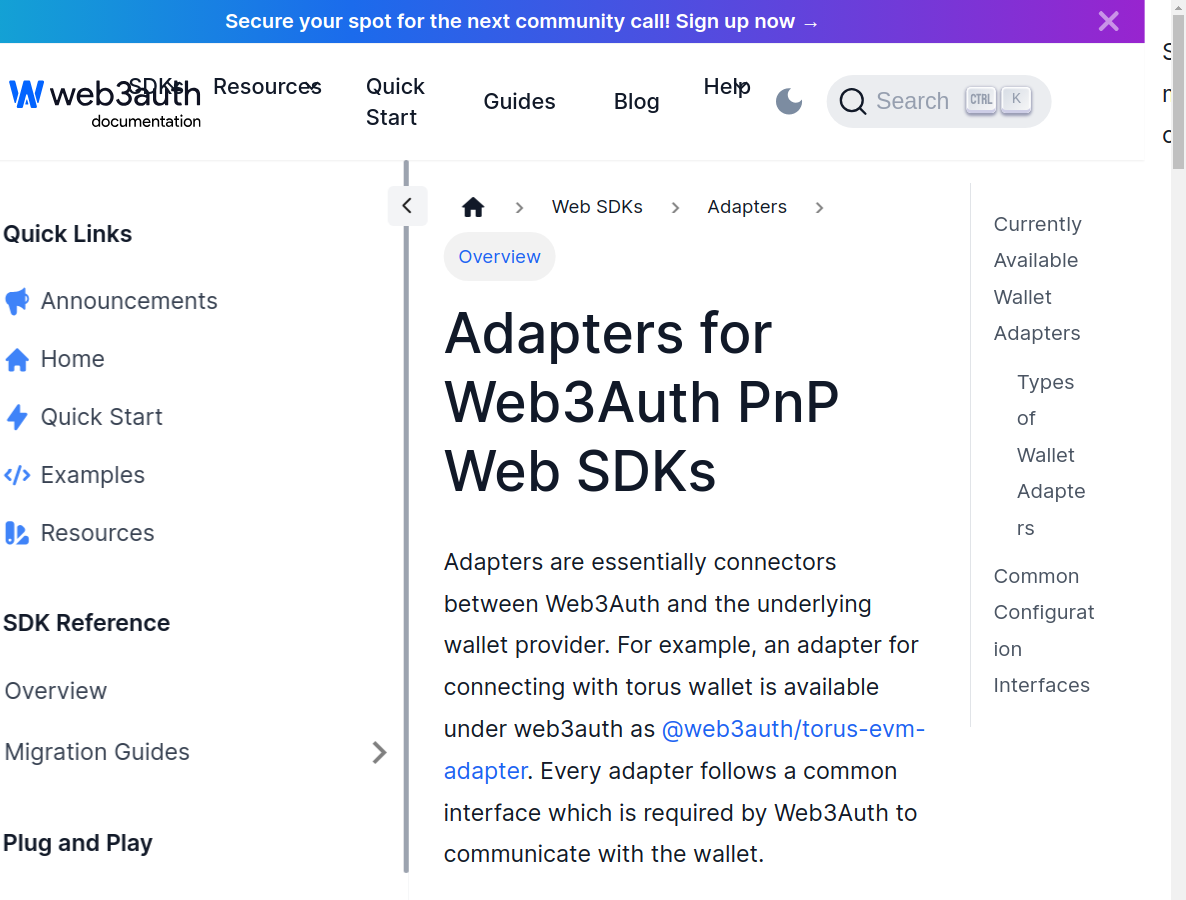 Secure your spot for the next community call! Sign up now →
web3auth
documentation
SDKs
Resources
Quick
Start
Guides
Blog
Help
Search
CTRL
K
Quick Links
Announcements
Home
Quick Start
Examples
Resources
SDK Reference
Overview
Migration Guides
Plug and Play
Web SDKs
Adapters
Overview
Adapters for
Web3Auth PnP
Web SDKs
Adapters are essentially connectors
between Web3Auth and the underlying
wallet provider. For example, an adapter for
connecting with torus wallet is available
under web3auth as @web3auth/torus-evm-
adapter. Every adapter follows a common
interface which is required by Web3Auth to
communicate with the wallet.
Currently
Available
Wallet
Adapters
Types
of
Wallet
Adapte
rs
Common
Configurat
ion
Interfaces